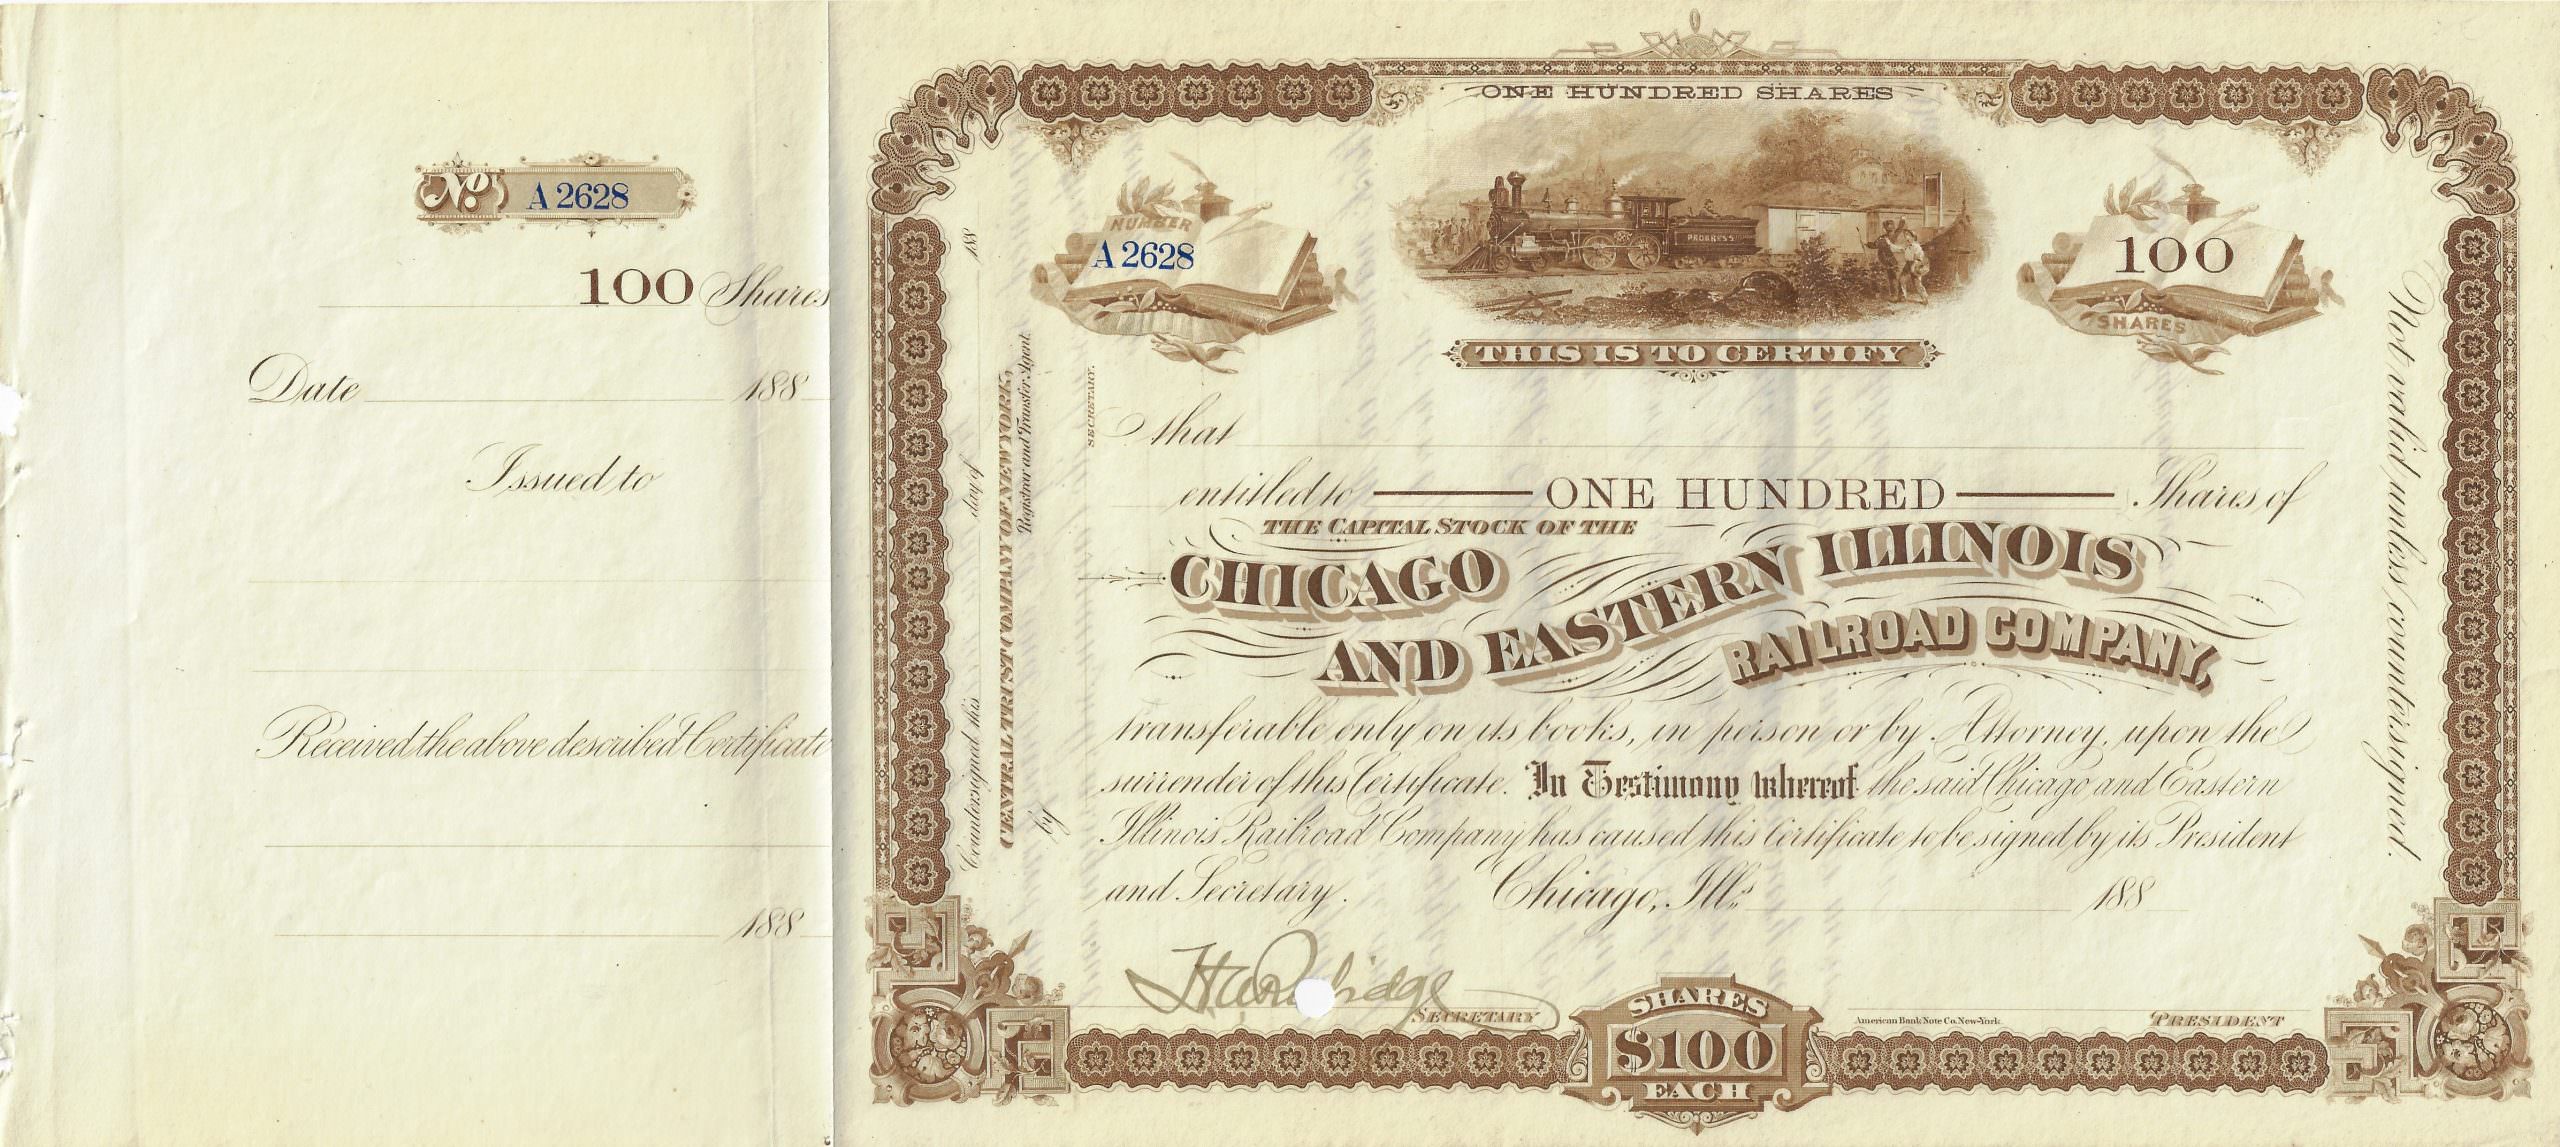 No. A 2628
100 Shares
Date 188
Issued to
Received the above described Certificate
188
ONE HUNDRED SHARES
NUMBER
A 2628
PROGRESS
100
SHARES
THIS IS TO CERTIFY
that
entitled to ONE HUNDRED Shares of
THE CAPITAL STOCK OF THE
CHICAGO
AND EASTERN ILLINOIS
RAILROAD COMPANY,
transferable only on its books, in person or by Attorney, upon the
surrender of this Certificate. In Testimony whereof the said Chicago and Eastern
Illinois Railroad Company has caused this Certificate to be signed by its President
and Secretary. Chicago, Ill.s 188
SECRETARY
American Bank Note Co. New-York.
PRESIDENT
SHARES
$100
EACH
Countersigned this day of 188
CENTRAL TRUST COMPANY OF NEW YORK,
Registrar and Transfer Agent.
by SECRETARY.
Not valid unless countersigned.